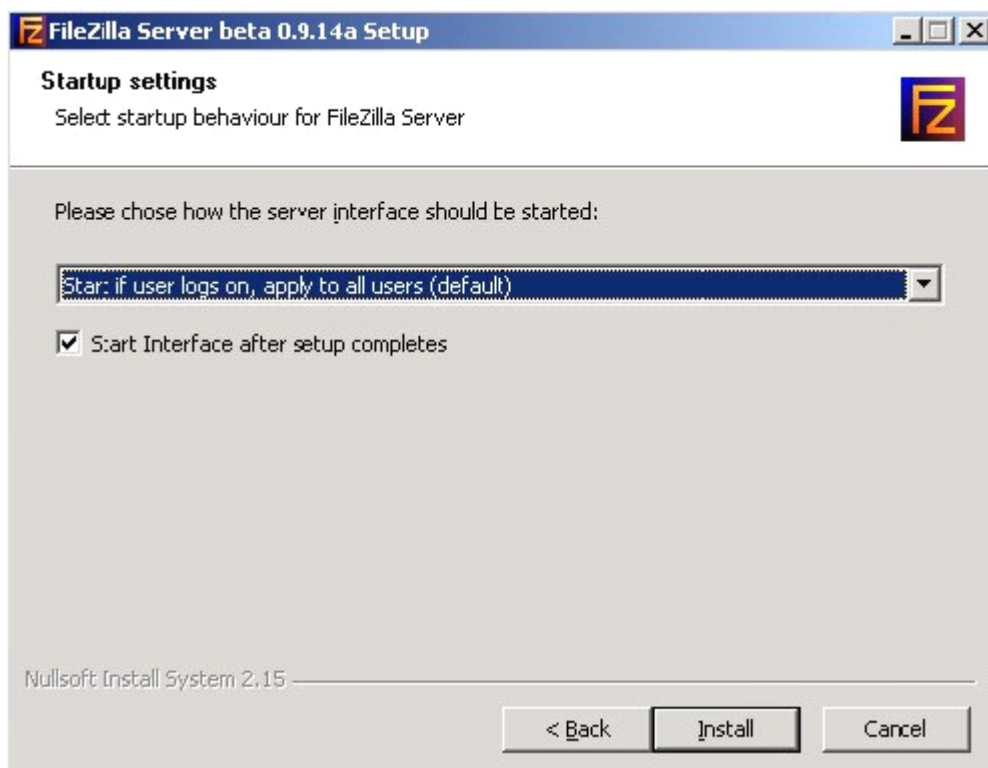 FileZilla Server beta 0.9.14a Setup
Startup settings
Select startup behaviour for FileZilla Server
Please chose how the server interface should be started:
Start if user logs on, apply to all users (default)
Start Interface after setup completes
Nullsoft Install System 2.15
< Back
Install
Cancel